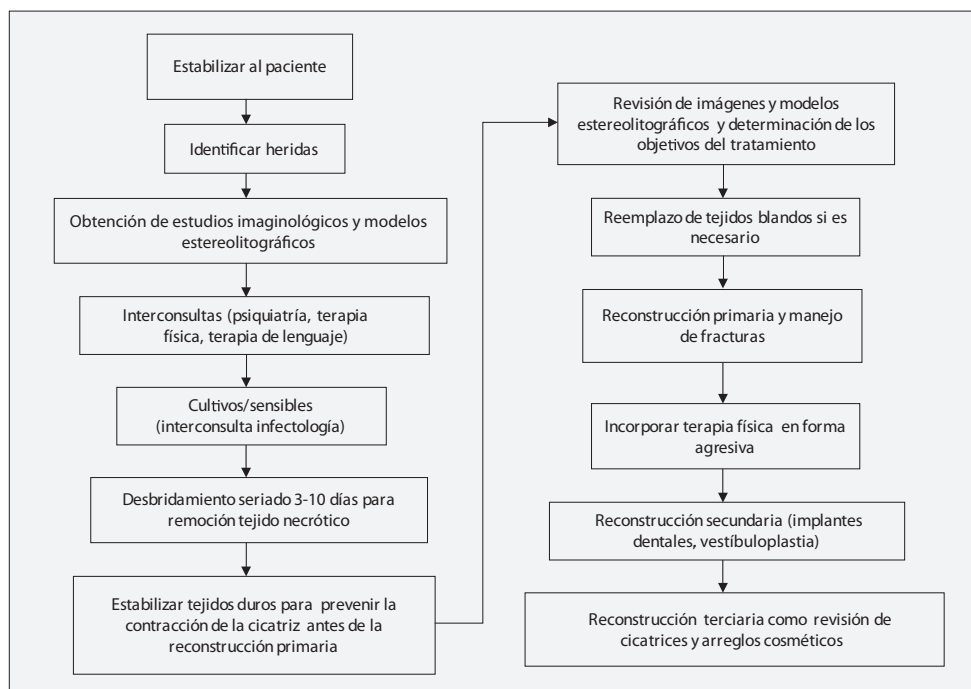 Estabilizar al paciente
Identificar heridas
Obtención de estudios imaginológicos y modelos
estereolitográficos
Interconsultas (psiquiatría, terapia
física, terapia de lenguaje)
Cultivos/sensibles
(interconsulta infectología)
Desbridamiento seriado 3-10 días para
remoción tejido necrótico
Estabilizar tejidos duros para prevenir la
contracción de la cicatriz antes de la
reconstrucción primaria
Revisión de imágenes y modelos
estereolitográficos y determinación de los
objetivos del tratamiento
Reemplazo de tejidos blandos si es
necesario
Reconstrucción primaria y manejo
de fracturas
Incorporar terapia física en forma
agresiva
Reconstrucción secundaria (implantes
dentales, vestíbuloplastia)
Reconstrucción terciaria como revisión de
cicatrices y arreglos cosméticos